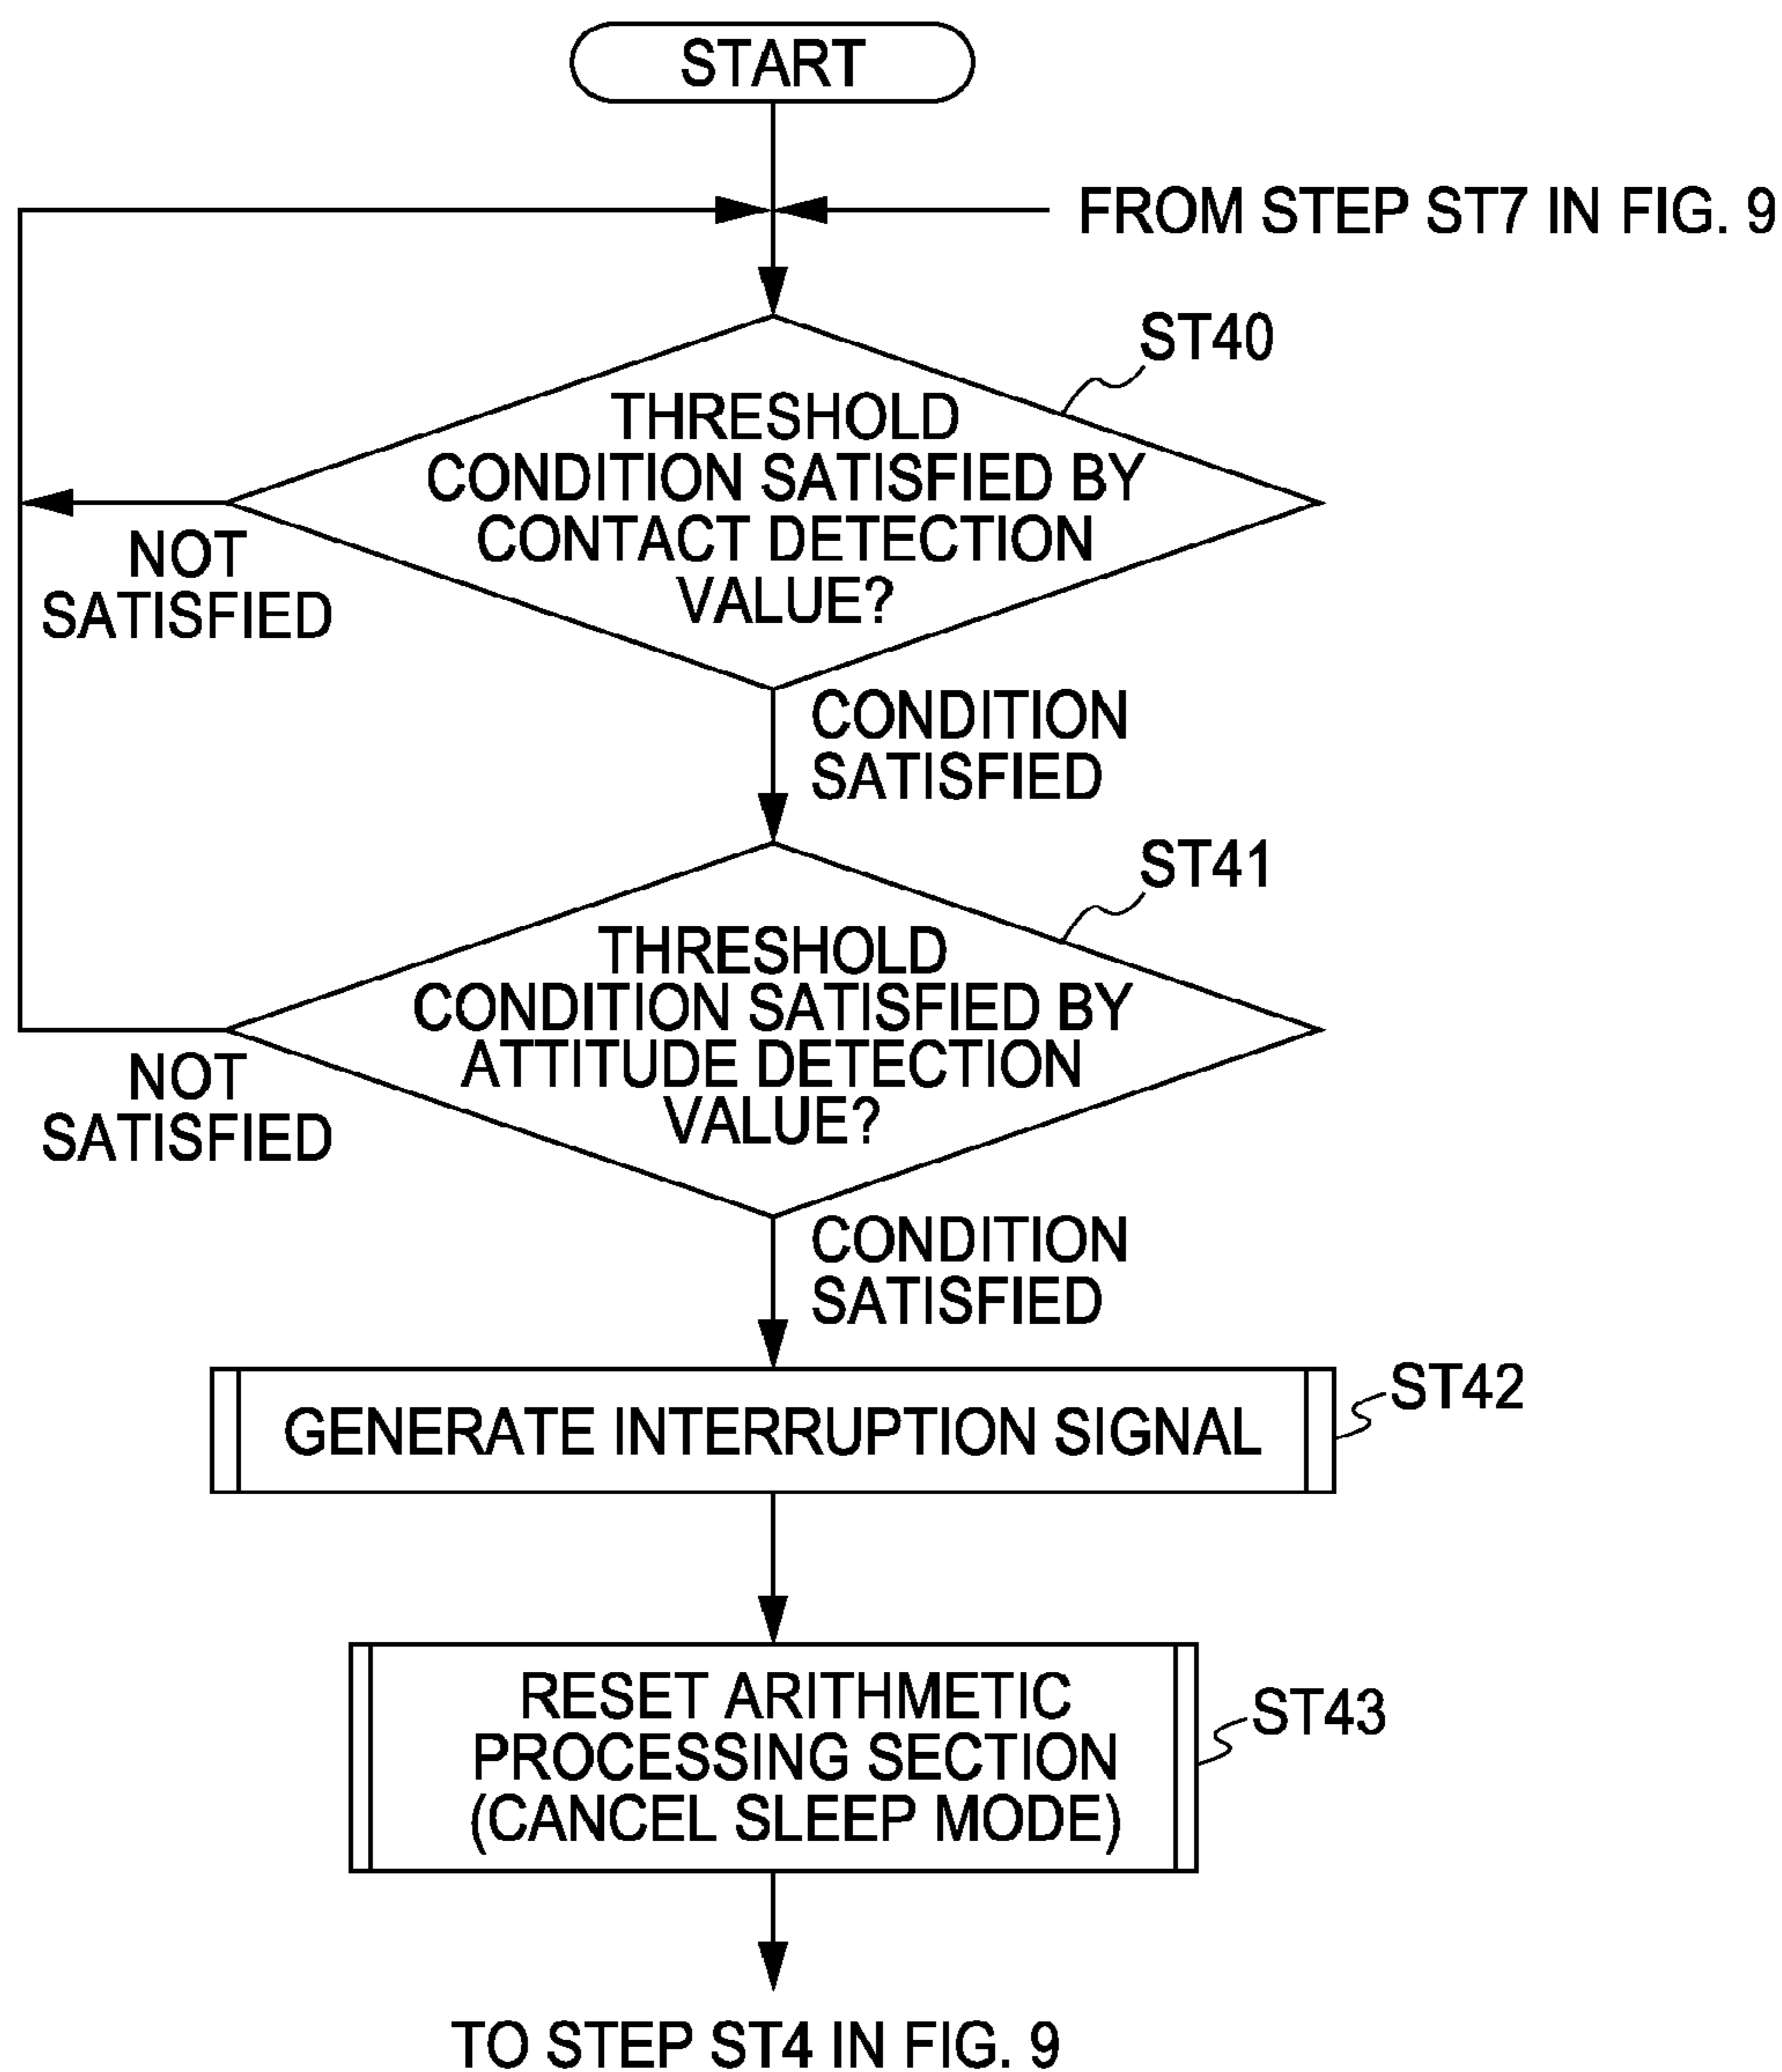 START
FROM STEP ST7 IN FIG. 9
ST40
THRESHOLD
CONDITION SATISFIED BY
CONTACT DETECTION
VALUE?
NOT
SATISFIED
CONDITION
SATISFIED
ST41
THRESHOLD
CONDITION SATISFIED BY
ATTITUDE DETECTION
VALUE?
NOT
SATISFIED
CONDITION
SATISFIED
ST42
GENERATE INTERRUPTION SIGNAL
ST43
RESET ARITHMETIC
PROCESSING SECTION
(CANCEL SLEEP MODE)
TO STEP ST4 IN FIG. 9